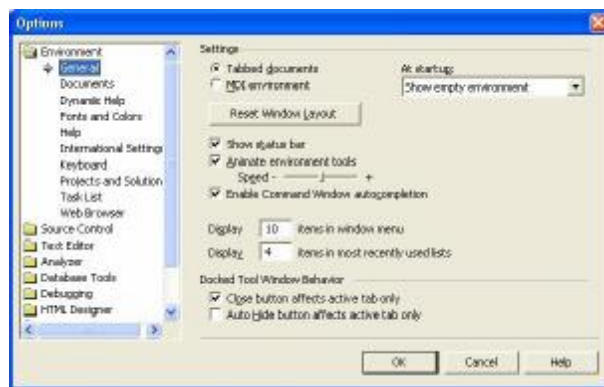 Options
Environment
General
Documents
Dynamic Help
Fonts and Colors
Help
International Settings
Keyboard
Projects and Solution
Task List
Web Browser
Source Control
Text Editor
Analyzer
Database Tools
Debugging
HTML Designer
Settings
Tabbed documents
MDI environment
At startup:
Show empty environment
Reset Window Layout
Show status bar
Animate environment tools
Speed - +
Enable Command Window autocompletion
Display 10 items in window menu
Display 4 items in most recently used lists
Docked Tool Window Behavior
Close button affects active tab only
Auto Hide button affects active tab only
OK Cancel Help